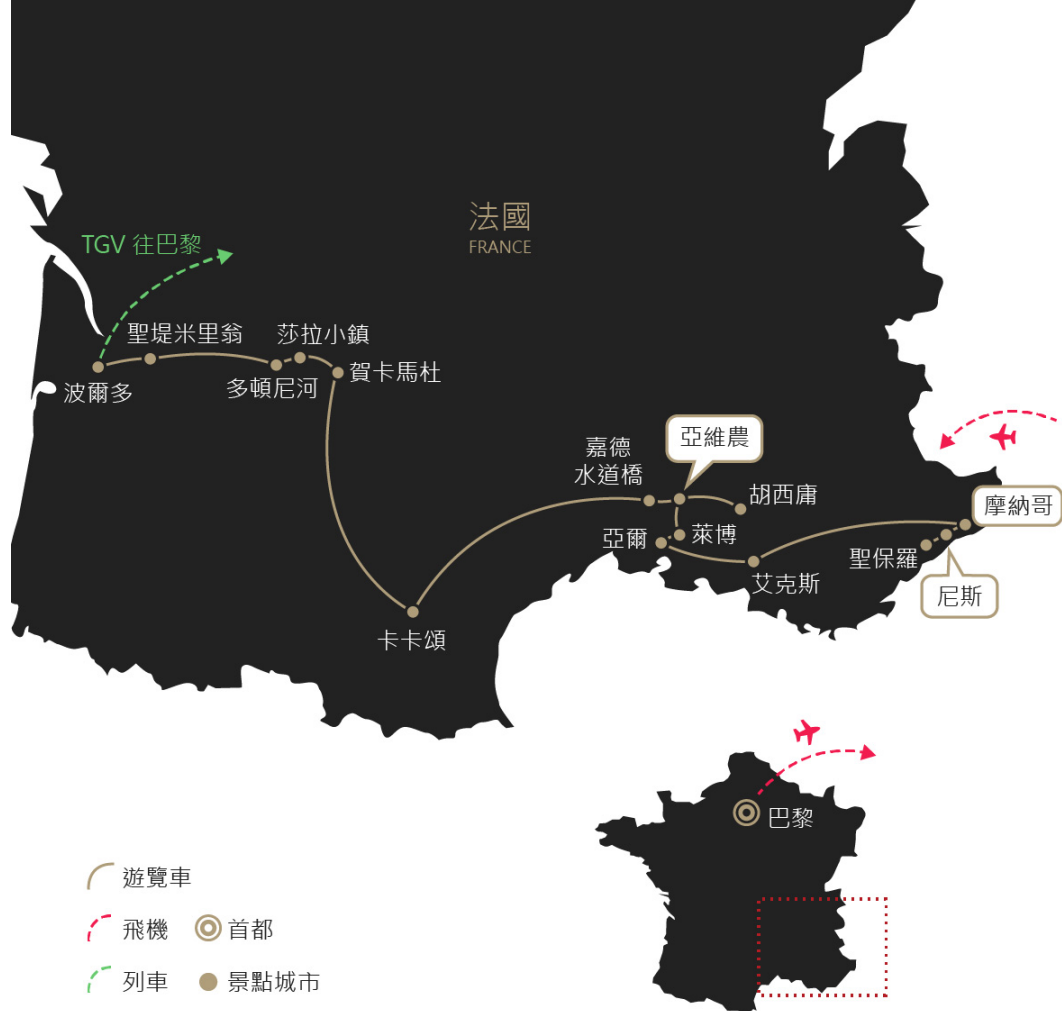 法國
FRANCE
TGV 往巴黎
聖堤米里翁
莎拉小鎮
波爾多
多頓尼河
賀卡馬杜
亞維農
嘉德
水道橋
胡西庸
摩納哥
亞爾
萊博
聖保羅
艾克斯
尼斯
卡卡頌
巴黎
遊覽車
飛機
首都
列車
景點城市